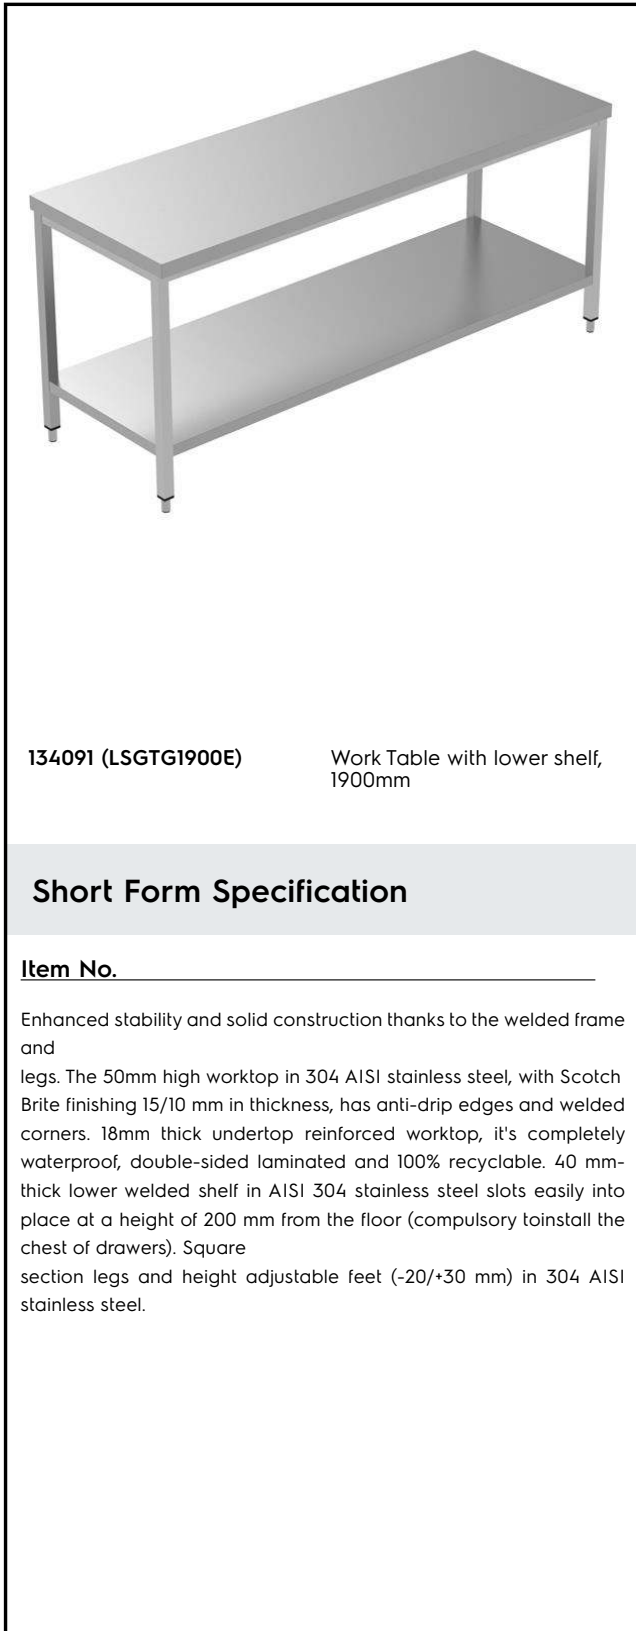 134091 (LSGTG1900E)
Work Table with lower shelf,
1900mm
Short Form Specification
Item No.
Enhanced stability and solid construction thanks to the welded frame
and
legs. The 50mm high worktop in 304 AISI stainless steel, with Scotch
Brite finishing 15/10 mm in thickness, has anti-drip edges and welded
corners. 18mm thick undertop reinforced worktop, it's completely
waterproof, double-sided laminated and 100% recyclable. 40 mm-
thick lower welded shelf in AISI 304 stainless steel slots easily into
place at a height of 200 mm from the floor (compulsory toinstall the
chest of drawers). Square
section legs and height adjustable feet (-20/+30 mm) in 304 AISI
stainless steel.